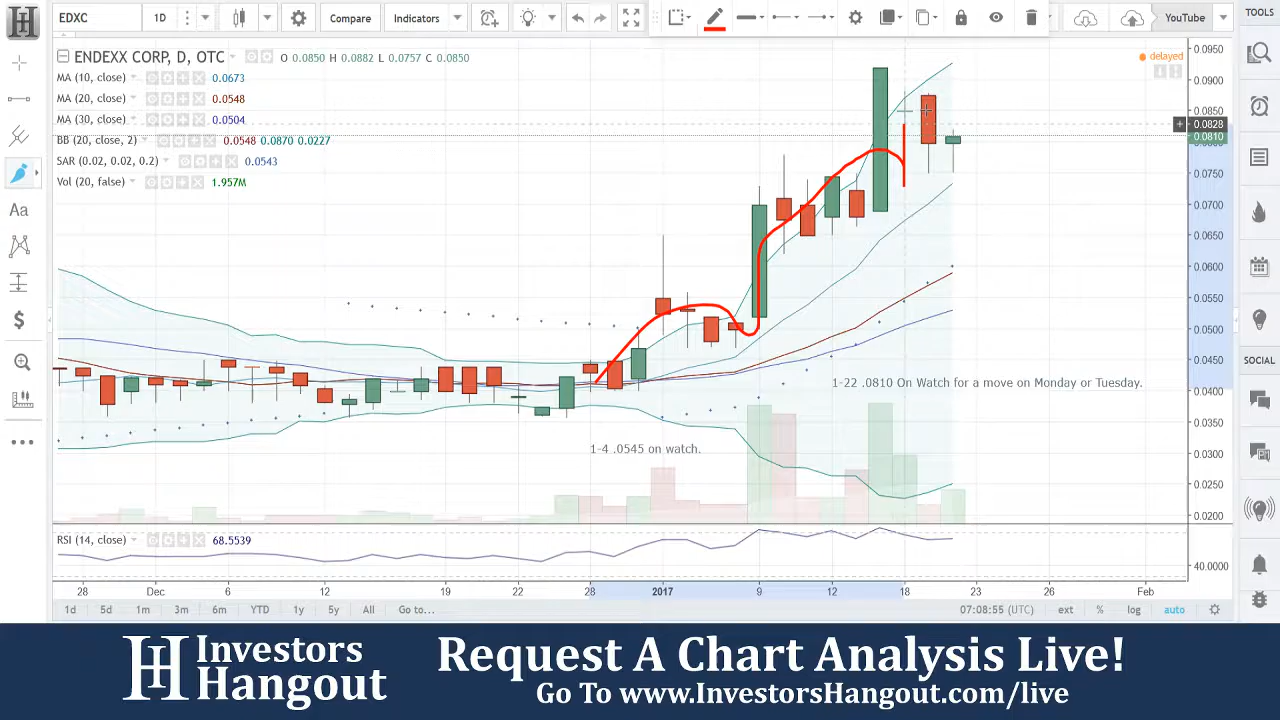 EDXC 1D Compare Indicators YouTube TOOLS
ENDEXX CORP, D, OTC O 0.0850 H 0.0882 L 0.0757 C 0.0850
delayed
MA (10, close) 0.0673
MA (20, close) 0.0548
MA (30, close) 0.0504
BB (20, close, 2) 0.0548 0.0870 0.0227
SAR (0.02, 0.02, 0.2) 0.0543
Vol (20, false) 1.957M
0.0950
0.0900
0.0850
0.0828
0.0810
0.0750
0.0700
0.0650
0.0600
0.0550
0.0500
0.0450
0.0400
0.0350
0.0300
0.0250
0.0200
Aa
$
SOCIAL
1-22 .0810 On Watch for a move on Monday or Tuesday.
1-4 .0545 on watch.
RSI (14, close) 68.5539
40.0000
28 Dec 6 12 19 22 28 2017 9 12 18 23 26 Feb
1d 5d 1m 3m 6m YTD 1y 5y All Go to... 07:08:55 (UTC) ext % log auto
Investors
Hangout
Request A Chart Analysis Live!
Go To www.InvestorsHangout.com/live